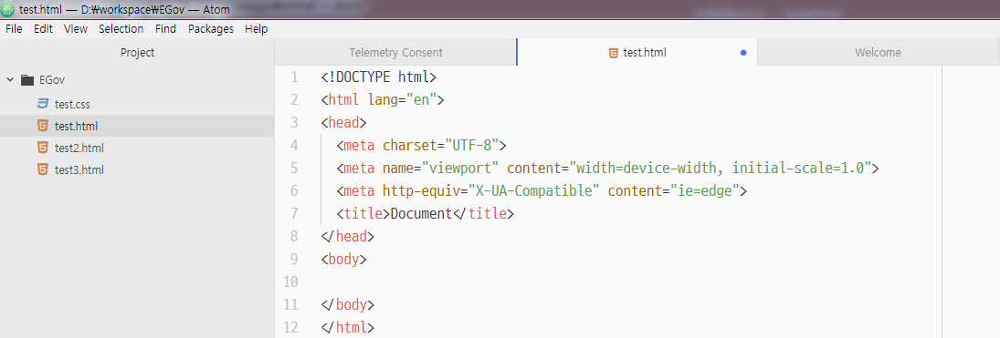 test.html — D:₩workspace₩EGov — Atom
File Edit View Selection Find Packages Help
Project
EGov
test.css
test.html
test2.html
test3.html
Telemetry Consent
test.html
Welcome
1 <!DOCTYPE html>
2 <html lang="en">
3 <head>
4 <meta charset="UTF-8">
5 <meta name="viewport" content="width=device-width, initial-scale=1.0">
6 <meta http-equiv="X-UA-Compatible" content="ie=edge">
7 <title>Document</title>
8 </head>
9 <body>
10
11 </body>
12 </html>